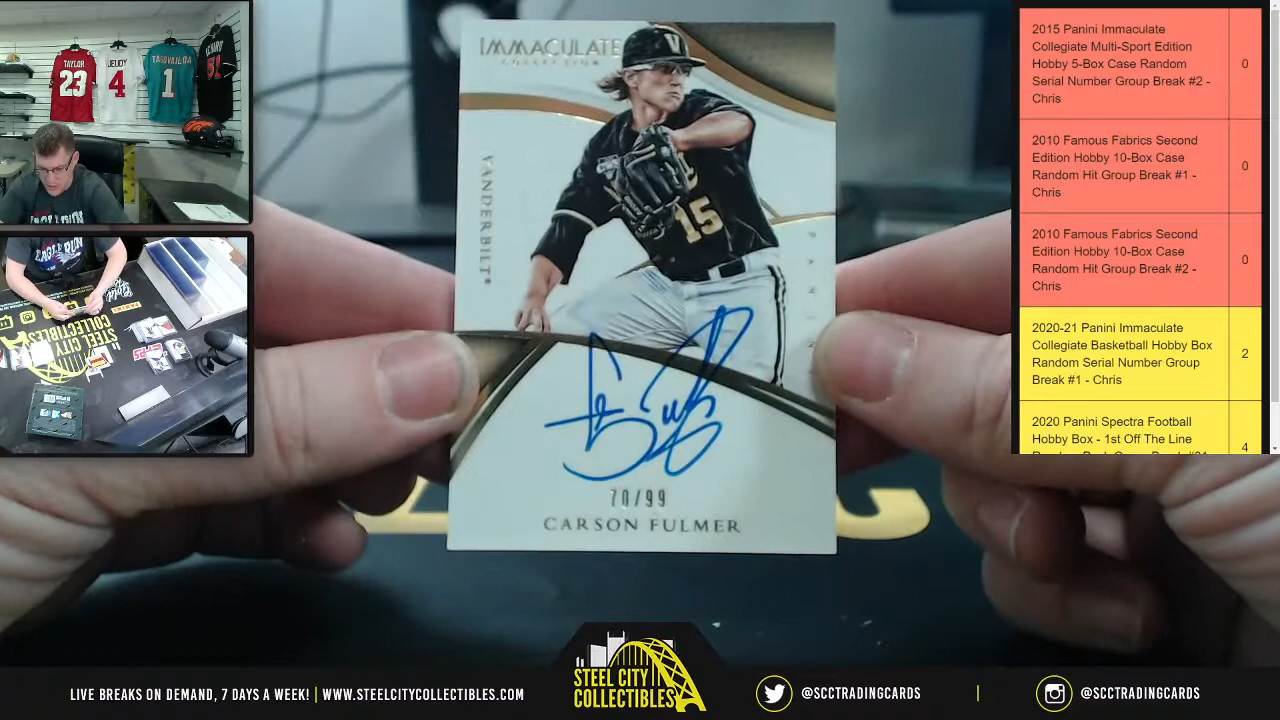 TAYLOR
23
JEUDY
4
TAGOVAILOA
1
IMMACULATE
COLLECTION
VANDERBILT
15
70/99
CARSON FULMER
STEEL CITY
COLLECTIBLES
2015 Panini Immaculate
Collegiate Multi-Sport Edition
Hobby 5-Box Case Random
Serial Number Group Break #2 -
Chris
0
2010 Famous Fabrics Second
Edition Hobby 10-Box Case
Random Hit Group Break #1 -
Chris
0
2010 Famous Fabrics Second
Edition Hobby 10-Box Case
Random Hit Group Break #2 -
Chris
0
2020-21 Panini Immaculate
Collegiate Basketball Hobby Box
Random Serial Number Group
Break #1 - Chris
2
2020 Panini Spectra Football
Hobby Box - 1st Off The Line
4
LIVE BREAKS ON DEMAND, 7 DAYS A WEEK! | WWW.STEELCITYCOLLECTIBLES.COM
STEEL CITY
COLLECTIBLES
@SCCTRADINGCARDS
@SCCTRADINGCARDS